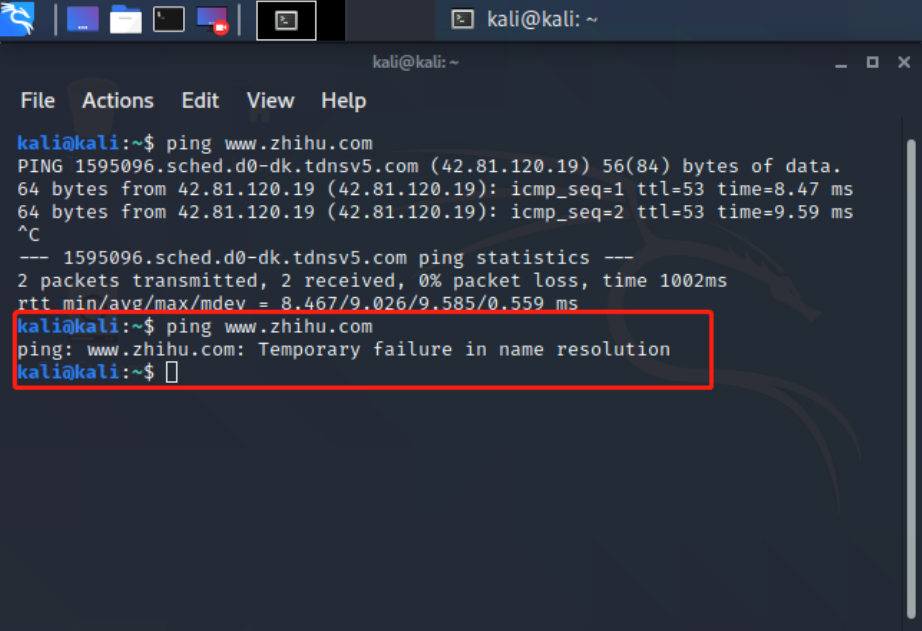 kali@kali: ~
kali@kali: ~
File Actions Edit View Help
kali@kali:~$ ping www.zhihu.com
PING 1595096.sched.d0-dk.tdnsv5.com (42.81.120.19) 56(84) bytes of data.
64 bytes from 42.81.120.19 (42.81.120.19): icmp_seq=1 ttl=53 time=8.47 ms
64 bytes from 42.81.120.19 (42.81.120.19): icmp_seq=2 ttl=53 time=9.59 ms
^C
--- 1595096.sched.d0-dk.tdnsv5.com ping statistics ---
2 packets transmitted, 2 received, 0% packet loss, time 1002ms
rtt min/avg/max/mdev = 8.467/9.026/9.585/0.559 ms
kali@kali:~$ ping www.zhihu.com
ping: www.zhihu.com: Temporary failure in name resolution
kali@kali:~$